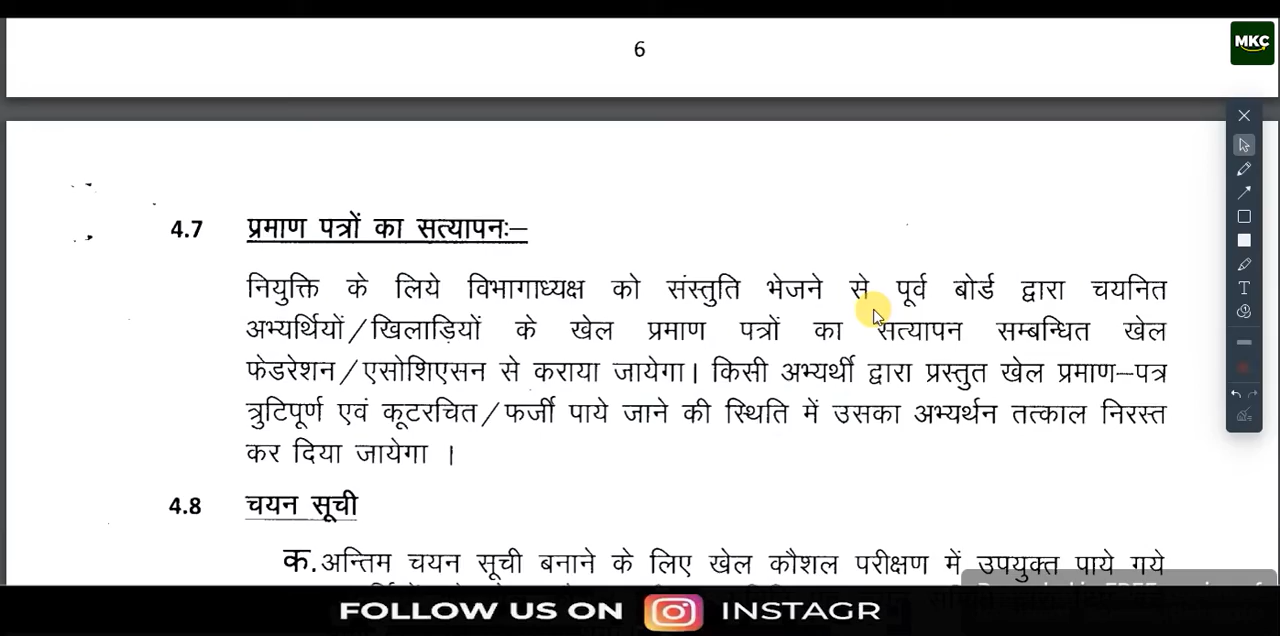 6
MKC
4.7 प्रमाण पत्रों का सत्यापनः—
नियुक्ति के लिये विभागाध्यक्ष को संस्तुति भेजने से पूर्व बोर्ड द्वारा चयनित
अभ्यर्थियों/खिलाड़ियों के खेल प्रमाण पत्रों का सत्यापन सम्बन्धित खेल
फेडरेशन/एसोशिएसन से कराया जायेगा। किसी अभ्यर्थी द्वारा प्रस्तुत खेल प्रमाण—पत्र
त्रुटिपूर्ण एवं कूटरचित/फर्जी पाये जाने की स्थिति में उसका अभ्यर्थन तत्काल निरस्त
कर दिया जायेगा ।
4.8 चयन सूची
क. अन्तिम चयन सूची बनाने के लिए खेल कौशल परीक्षण में उपयुक्त पाये गये
FOLLOW US ON INSTAGR